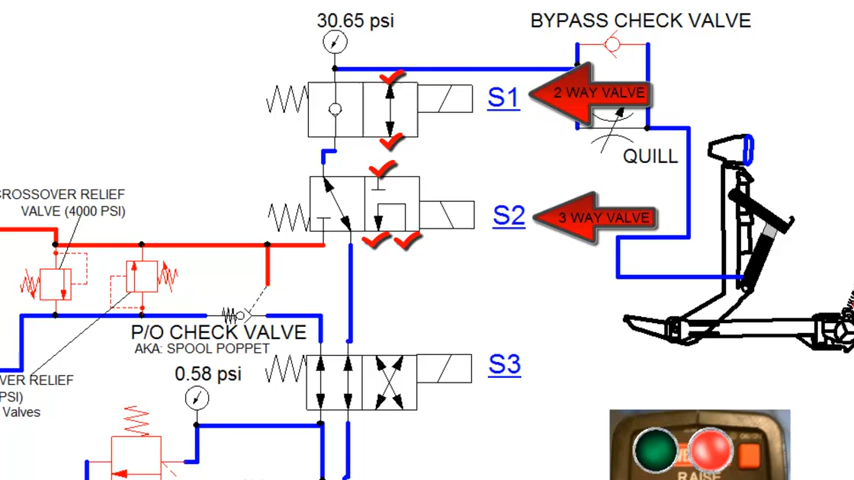 30.65 psi
BYPASS CHECK VALVE
S1
2 WAY VALVE
QUILL
CROSSOVER RELIEF
VALVE (4000 PSI)
S2
3 WAY VALVE
P/O CHECK VALVE
AKA: SPOOL POPPET
0.58 psi
S3
VER RELIEF
PSI)
Valves
RAISE